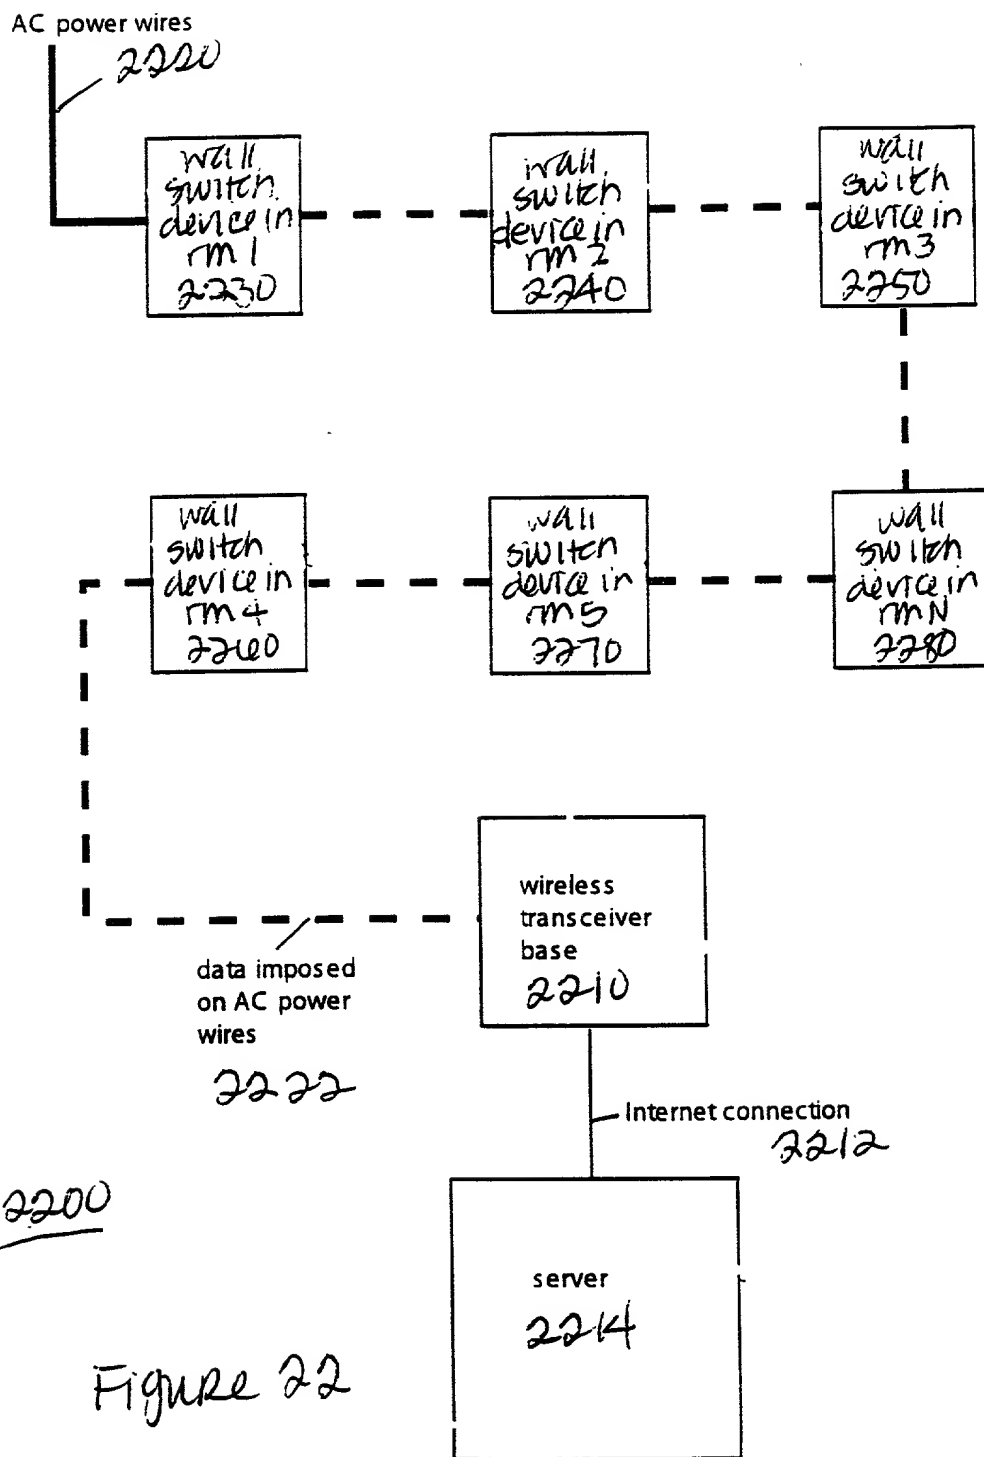 AC power wires
2220
wall
switch
device in
rm 1
2230
wall
switch
device in
rm 2
2240
wall
switch
device in
rm 3
2250
wall
switch
device in
rm 4
2260
wall
switch
device in
rm 5
2270
wall
switch
device in
rm N
2280
wireless
transceiver
base
2210
data imposed
on AC power
wires
2222
Internet connection
2212
2200
server
2214
Figure 22